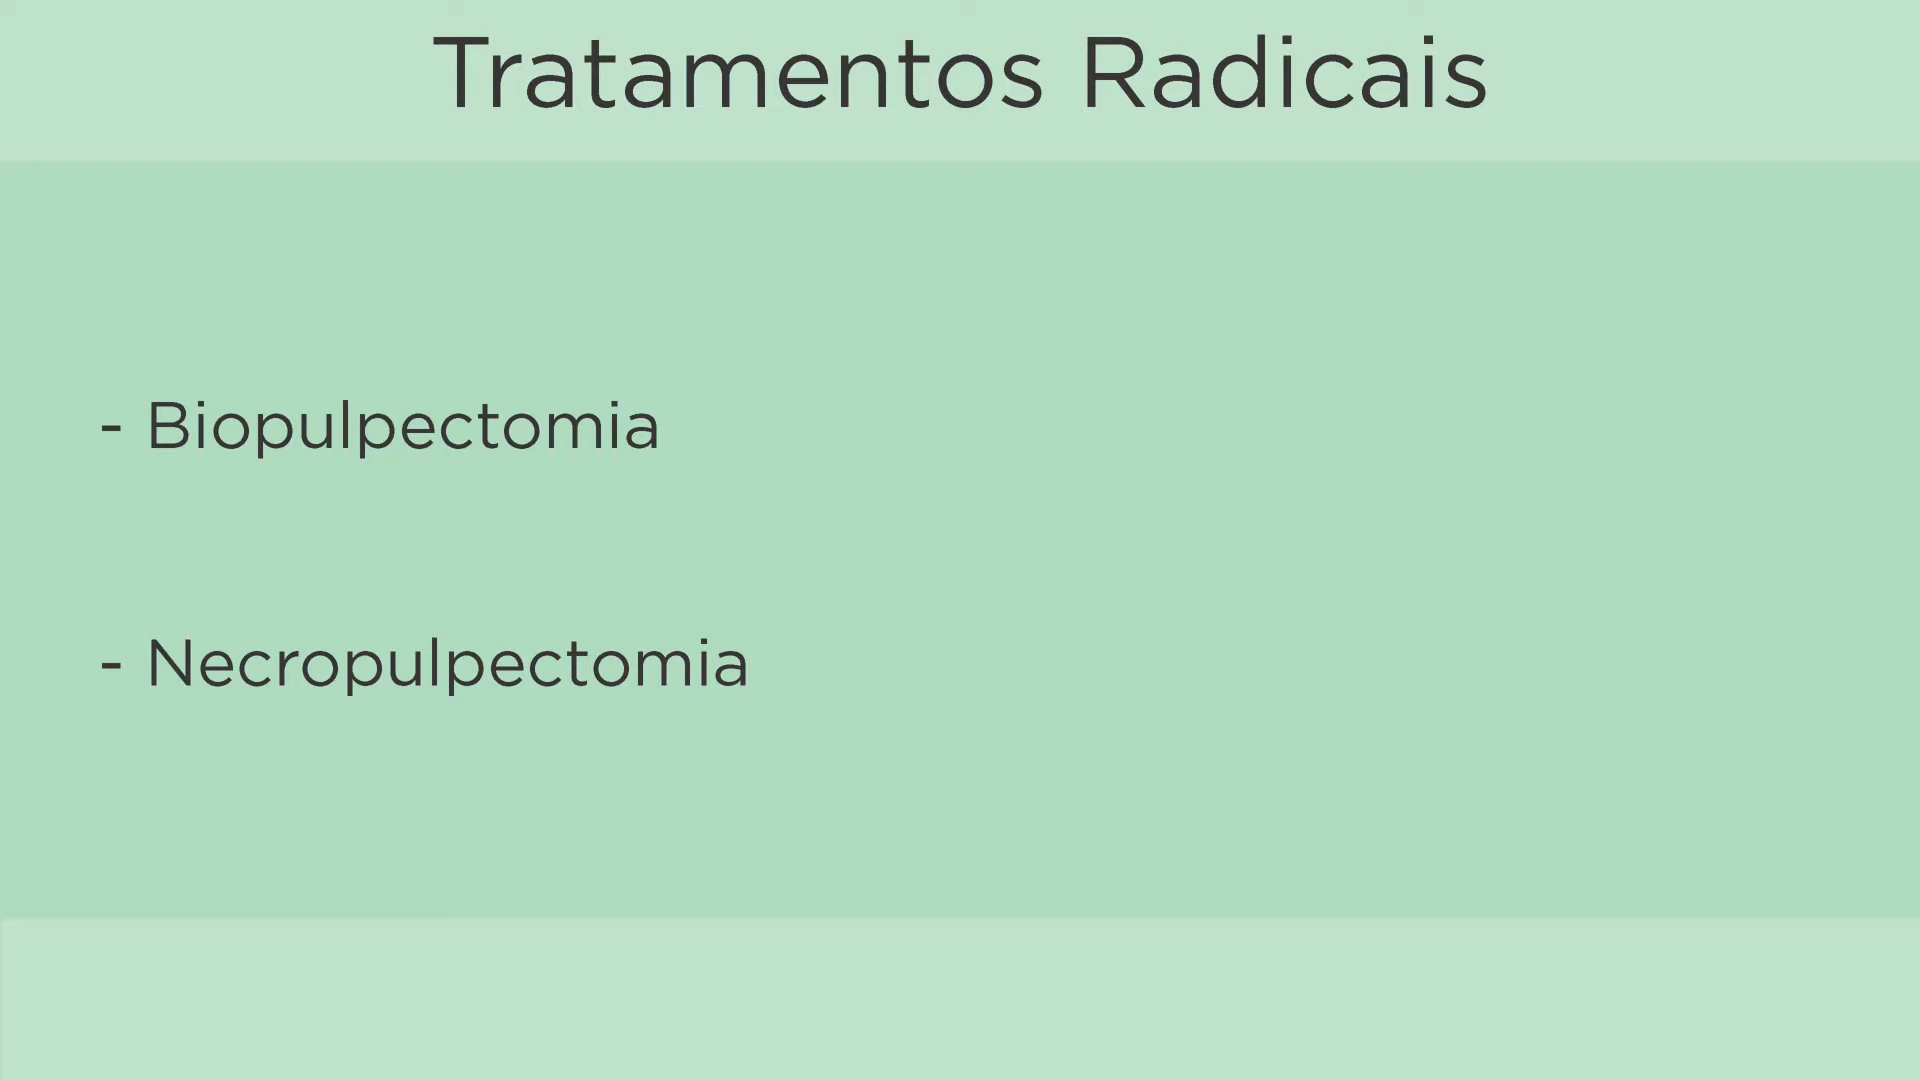 Tratamentos Radicais
- Biopulpectomia
- Necropulpectomia